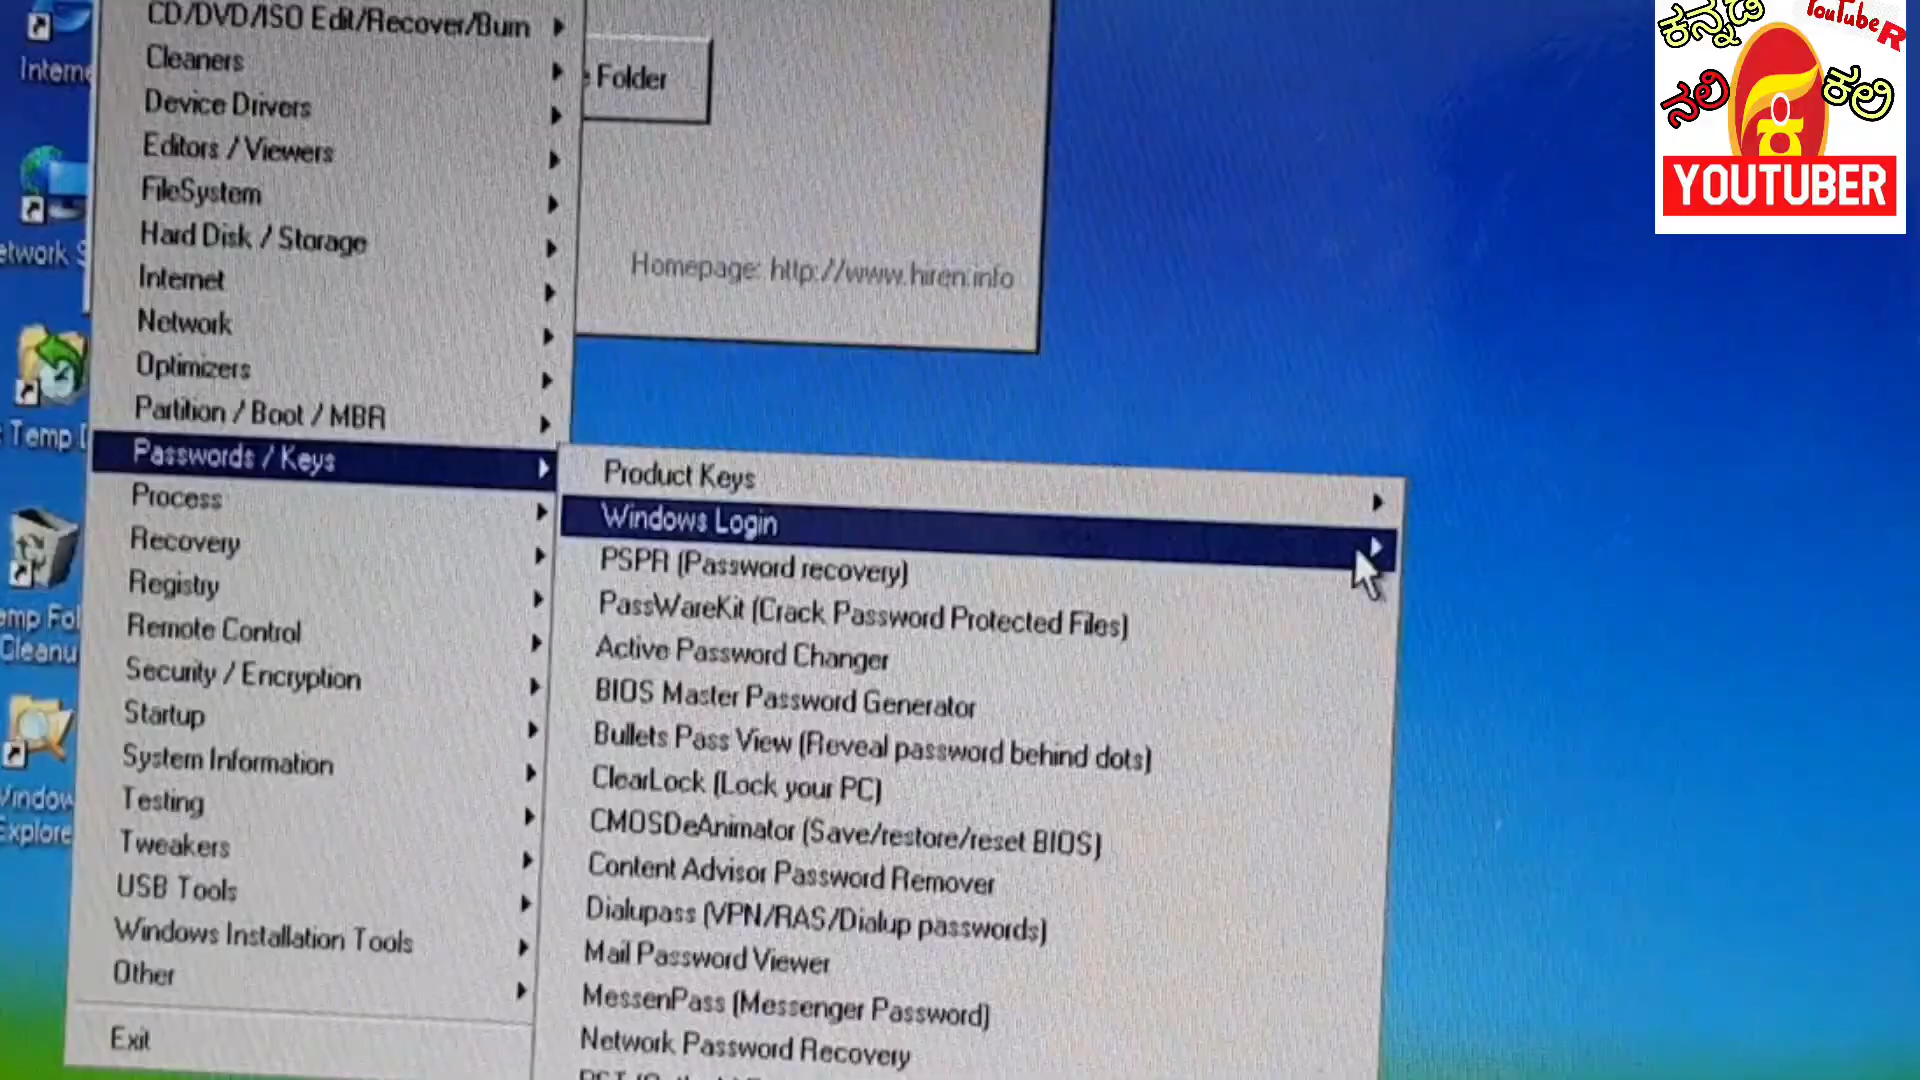 CD/DVD/ISO Edit/Recover/Burn
Cleaners
Device Drivers
Editors / Viewers
FileSystem
Hard Disk / Storage
Internet
Network
Optimizers
Partition / Boot / MBR
Passwords / Keys
Process
Recovery
Registry
Remote Control
Security / Encryption
Startup
System Information
Testing
Tweakers
USB Tools
Windows Installation Tools
Other
Exit
Folder
Homepage: http://www.hiren.info
Product Keys
Windows Login
PSPR (Password recovery)
PassWareKit (Crack Password Protected Files)
Active Password Changer
BIOS Master Password Generator
Bullets Pass View (Reveal password behind dots)
ClearLock (Lock your PC)
CMOSDeAnimator (Save/restore/reset BIOS)
Content Advisor Password Remover
Dialupass (VPN/RAS/Dialup passwords)
Mail Password Viewer
MessenPass (Messenger Password)
Network Password Recovery
Temp
ಕನ್ನಡ YouTubeR
ನಲಿ ಕಲಿ
ಕ
YOUTUBER